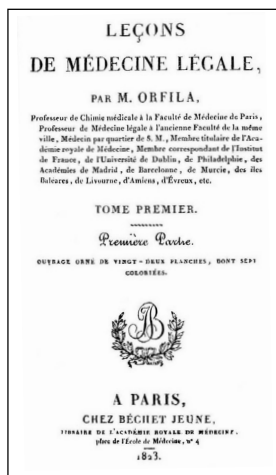 LEÇONS
DE MÉDECINE LÉGALE,
PAR M. ORFILA,
Professeur de Chimie médicale à la Faculté de Médecine de Paris,
Professeur de Médecine légale à l'ancienne Faculté de la même
ville, Médecin par quartier de S. M., Membre titulaire de l'Aca-
démie royale de Médecine, Membre correspondant de l'Institut
de France, de l'Université de Dublin, de Philadelphie, des
Académies de Madrid, de Barcelonne, de Murcie, des îles
Baléares, de Livourne, d'Amiens, d'Évreux, etc.
TOME PREMIER.
Première Partie.
OUVRAGE ORNÉ DE VINGT-DEUX PLANCHES, DONT SEPT
COLORIÉES.
A PARIS,
CHEZ BÉCHET JEUNE,
LIBRAIRE DE L'ACADÉMIE ROYALE DE MÉDECINE,
place de l'École de Médecine, n° 4
1823.